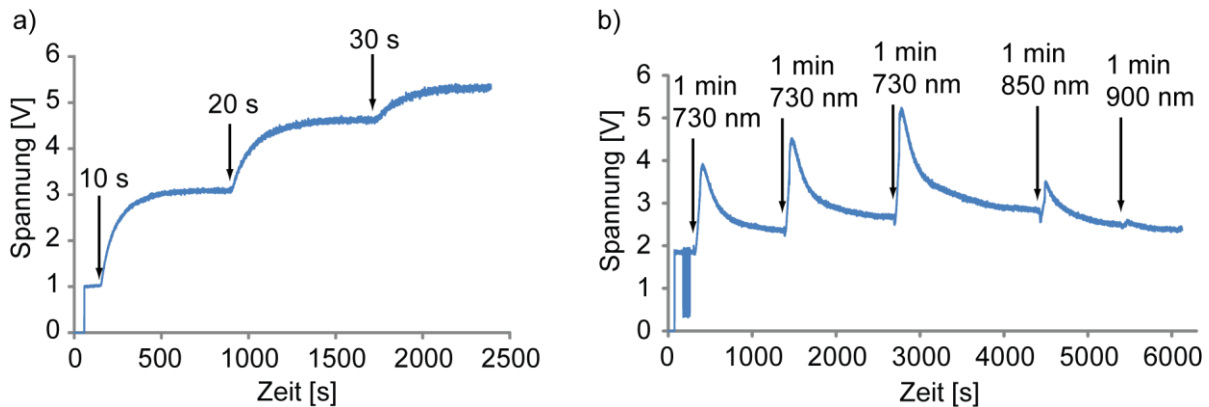 a)
Spannung [V]
6
5
4
3
2
1
0
10 s
20 s
30 s
0 500 1000 1500 2000 2500
Zeit [s]
b)
Spannung [V]
6
5
4
3
2
1
0
1 min
730 nm
1 min
730 nm
1 min
730 nm
1 min
850 nm
1 min
900 nm
0 1000 2000 3000 4000 5000 6000
Zeit [s]